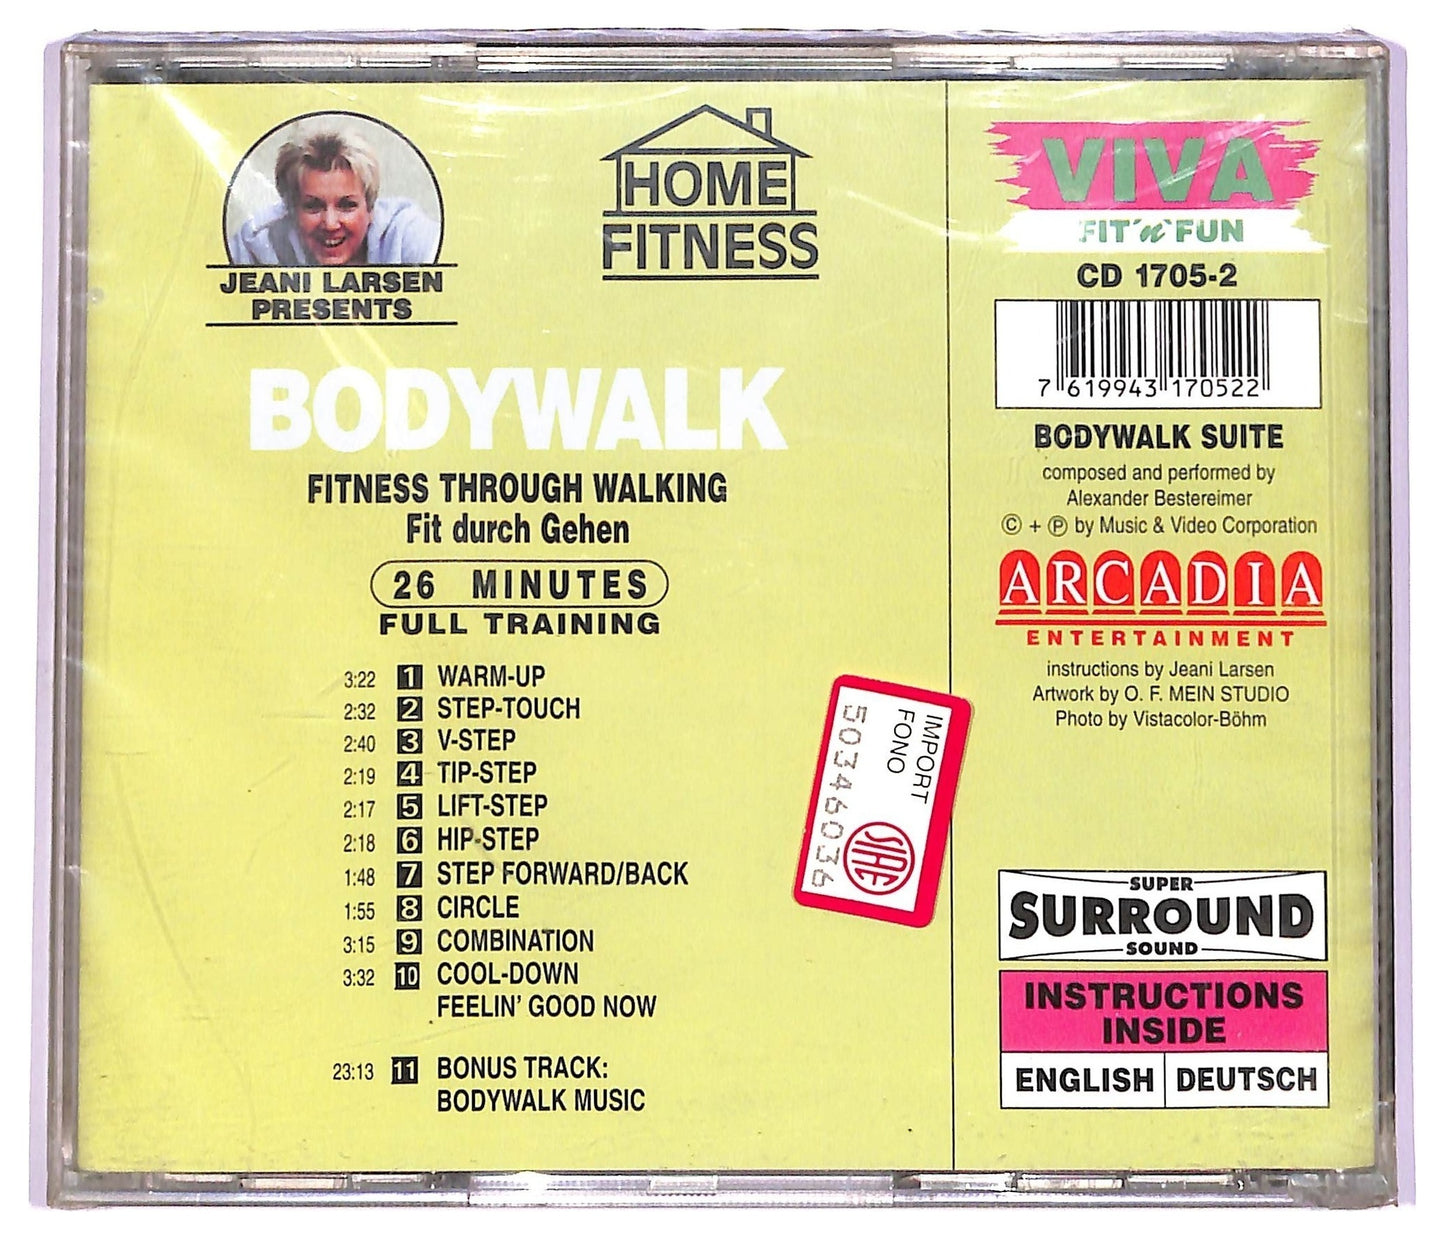 JEANI LARSEN
PRESENTS
HOME
FITNESS
BODYWALK
FITNESS THROUGH WALKING
Fit durch Gehen
26 MINUTES
FULL TRAINING
3:22 1 WARM-UP
2:32 2 STEP-TOUCH
2:40 3 V-STEP
2:19 4 TIP-STEP
2:17 5 LIFT-STEP
2:18 6 HIP-STEP
1:48 7 STEP FORWARD/BACK
1:55 8 CIRCLE
3:15 9 COMBINATION
3:32 10 COOL-DOWN
FEELIN' GOOD NOW
23:13 11 BONUS TRACK:
BODYWALK MUSIC
IMPORT
FONO
50346036
SIAE
VIVA
FIT'n'FUN
CD 1705-2
7 619943 170522
BODYWALK SUITE
composed and performed by
Alexander Bestereimer
© + ℗ by Music & Video Corporation
ARCADIA
ENTERTAINMENT
instructions by Jeani Larsen
Artwork by O. F. MEIN STUDIO
Photo by Vistacolor-Böhm
SUPER
SURROUND
SOUND
INSTRUCTIONS
INSIDE
ENGLISH DEUTSCH